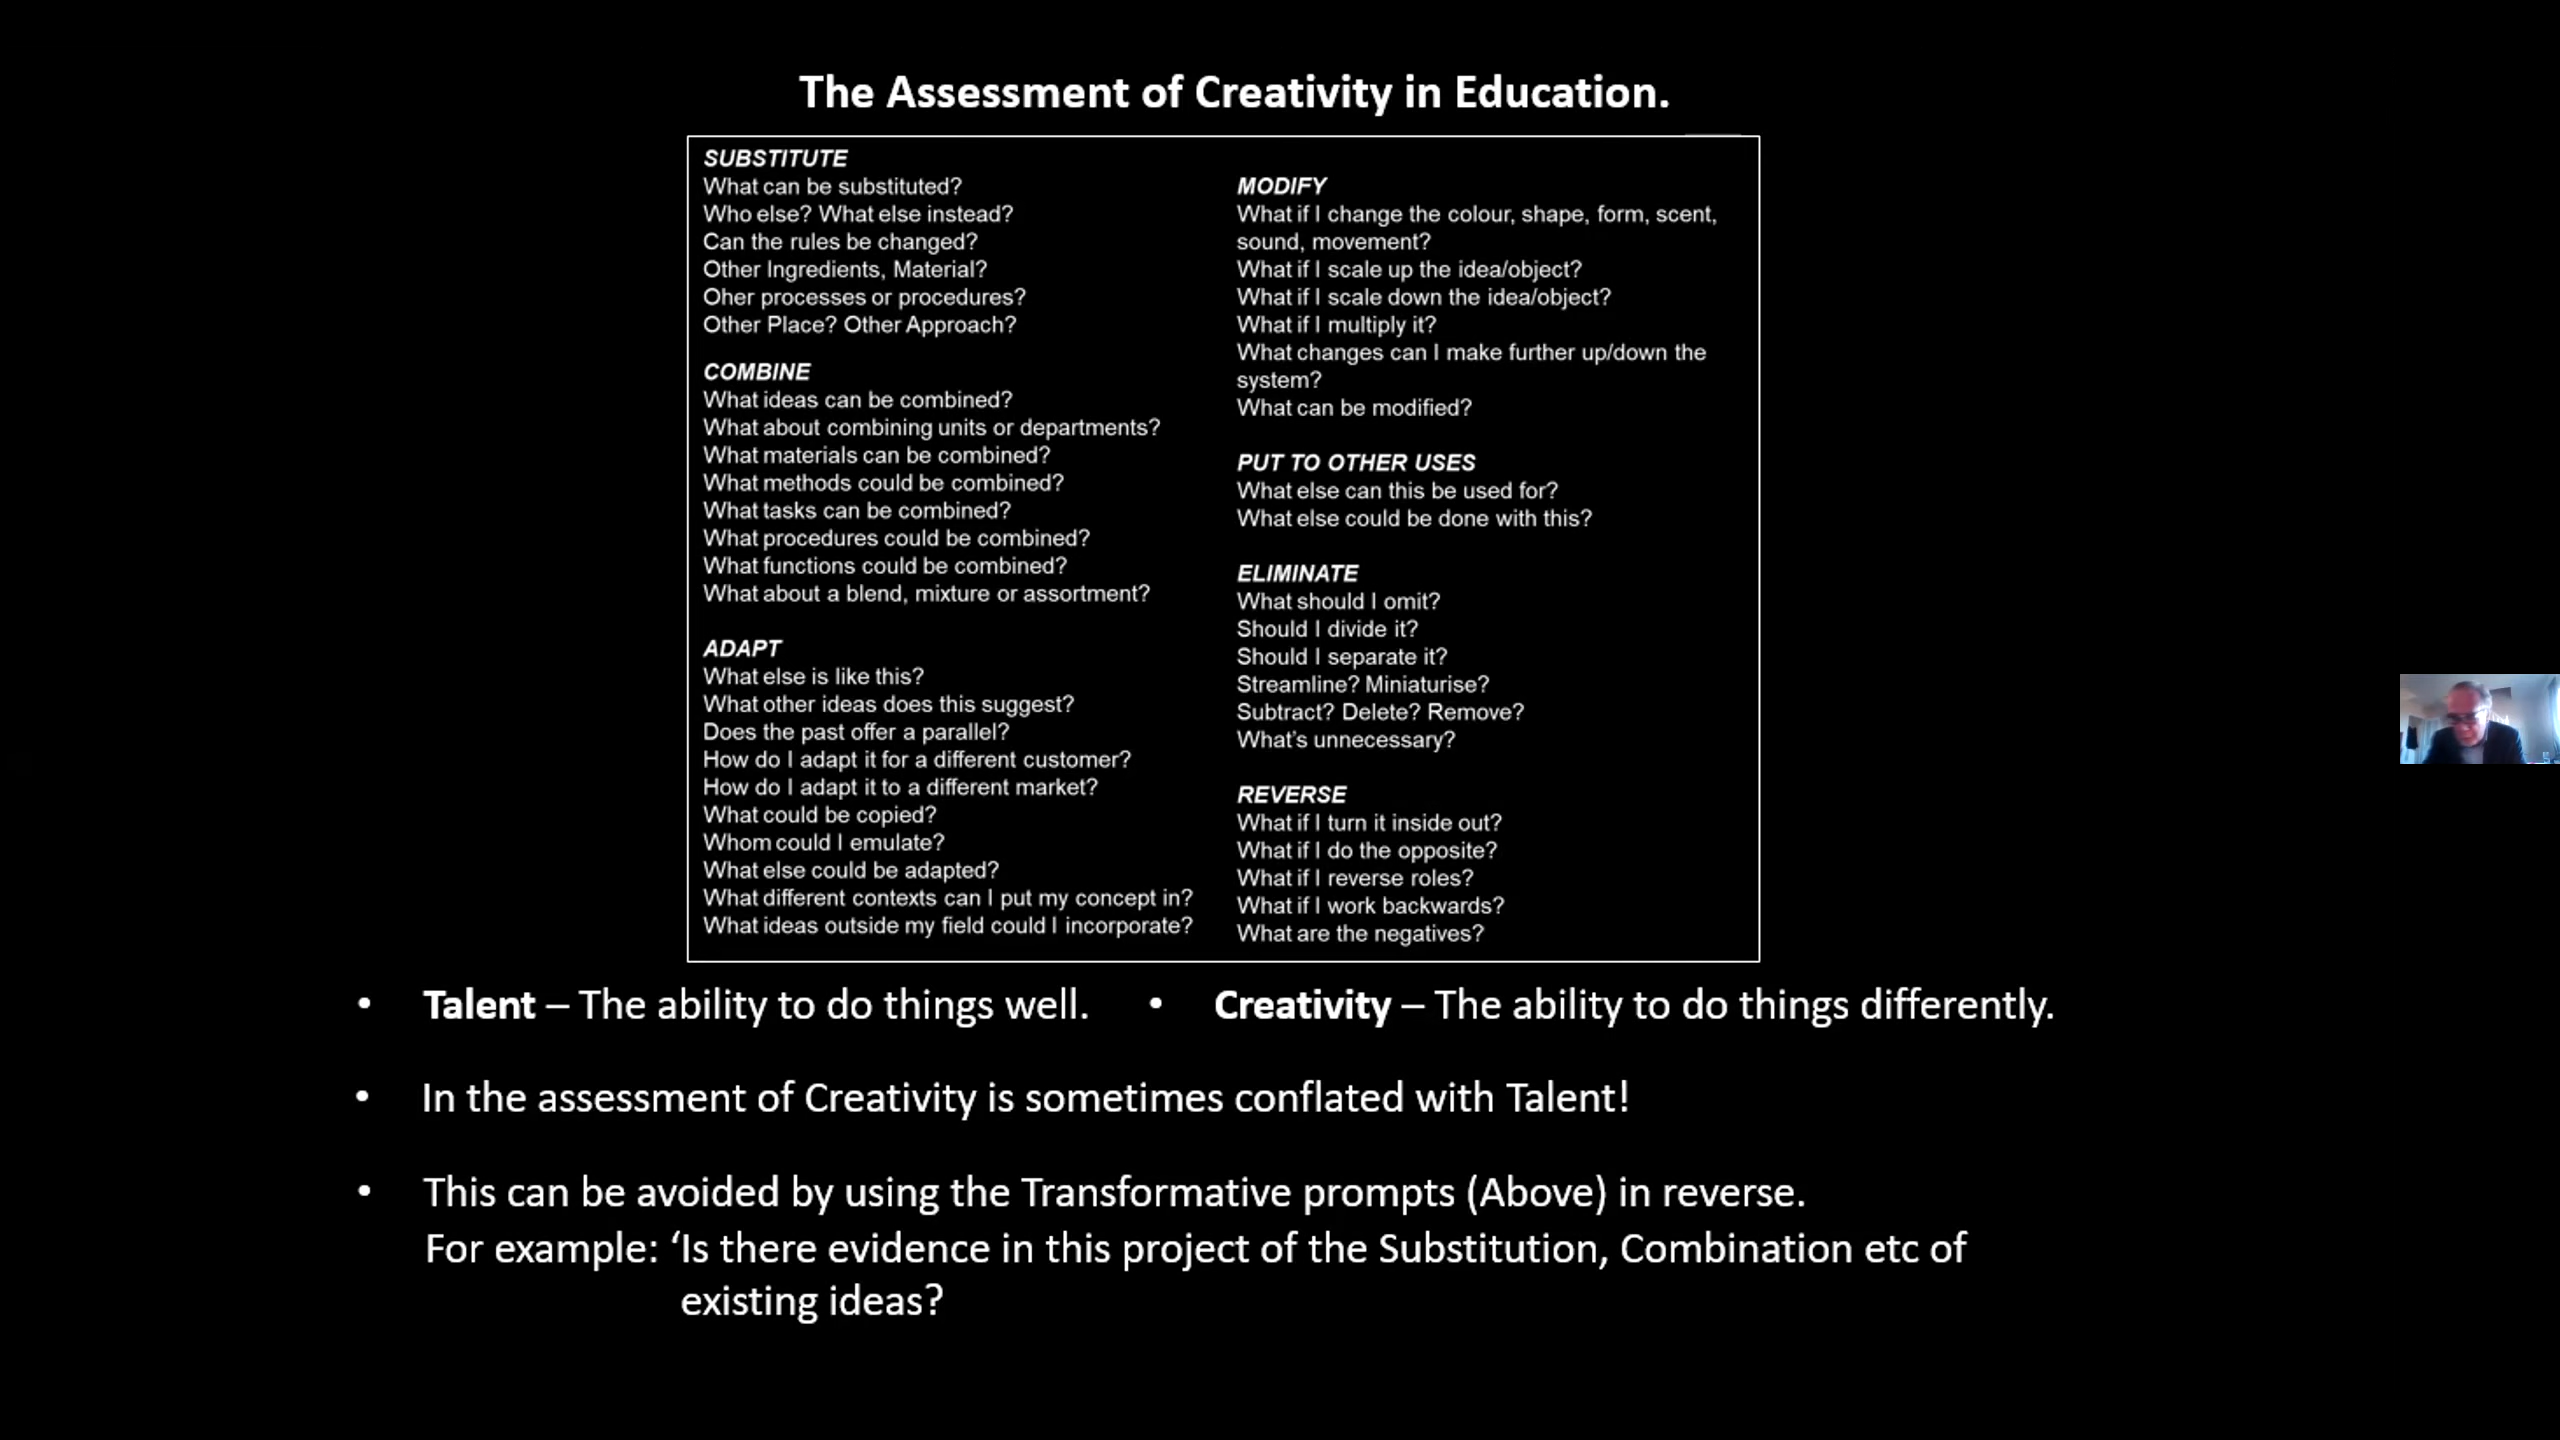 The Assessment of Creativity in Education.
SUBSTITUTE
What can be substituted?
Who else? What else instead?
Can the rules be changed?
Other Ingredients, Material?
Oher processes or procedures?
Other Place? Other Approach?
COMBINE
What ideas can be combined?
What about combining units or departments?
What materials can be combined?
What methods could be combined?
What tasks can be combined?
What procedures could be combined?
What functions could be combined?
What about a blend, mixture or assortment?
ADAPT
What else is like this?
What other ideas does this suggest?
Does the past offer a parallel?
How do I adapt it for a different customer?
How do I adapt it to a different market?
What could be copied?
Whom could I emulate?
What else could be adapted?
What different contexts can I put my concept in?
What ideas outside my field could I incorporate?
MODIFY
What if I change the colour, shape, form, scent,
sound, movement?
What if I scale up the idea/object?
What if I scale down the idea/object?
What if I multiply it?
What changes can I make further up/down the
system?
What can be modified?
PUT TO OTHER USES
What else can this be used for?
What else could be done with this?
ELIMINATE
What should I omit?
Should I divide it?
Should I separate it?
Streamline? Miniaturise?
Subtract? Delete? Remove?
What's unnecessary?
REVERSE
What if I turn it inside out?
What if I do the opposite?
What if I reverse roles?
What if I work backwards?
What are the negatives?
• Talent – The ability to do things well.
• Creativity – The ability to do things differently.
• In the assessment of Creativity is sometimes conflated with Talent!
• This can be avoided by using the Transformative prompts (Above) in reverse.
For example: ‘Is there evidence in this project of the Substitution, Combination etc of
existing ideas?